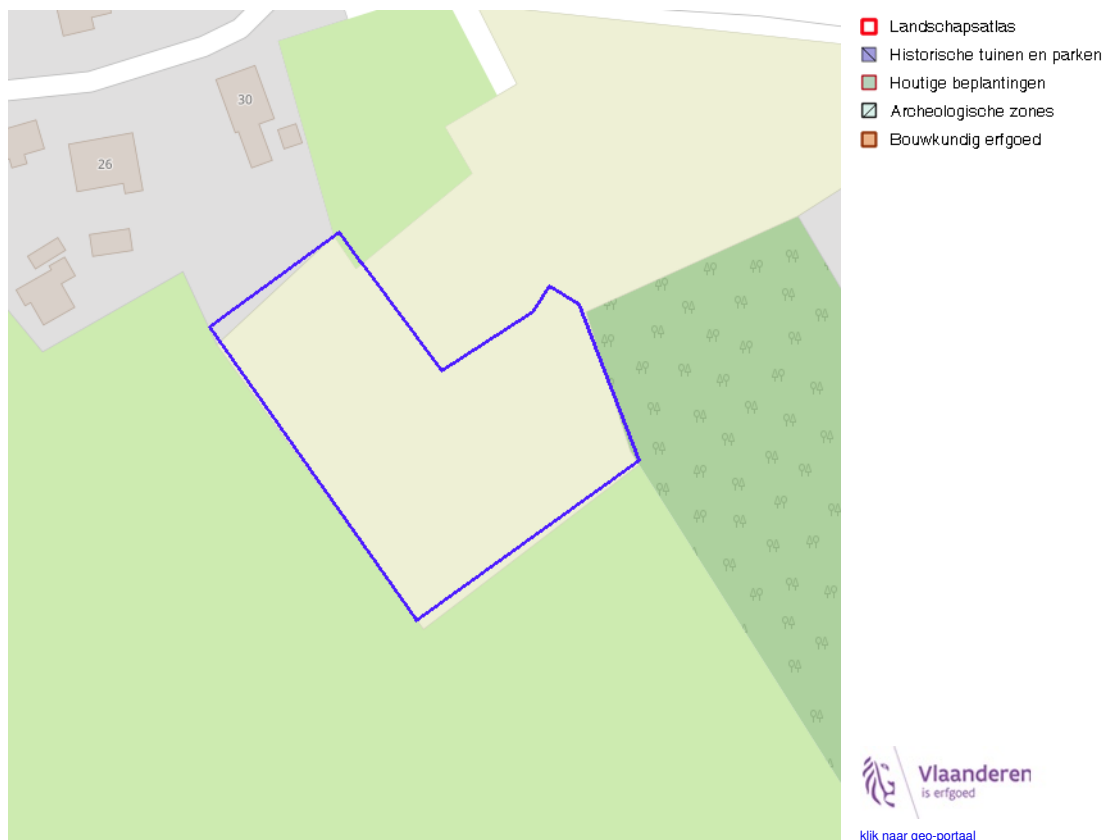 30
26
Landschapsatlas
Historische tuinen en parken
Houtige beplantingen
Archeologische zones
Bouwkundig erfgoed
Vlaanderen
is erfgoed
klik naar geo-portaal